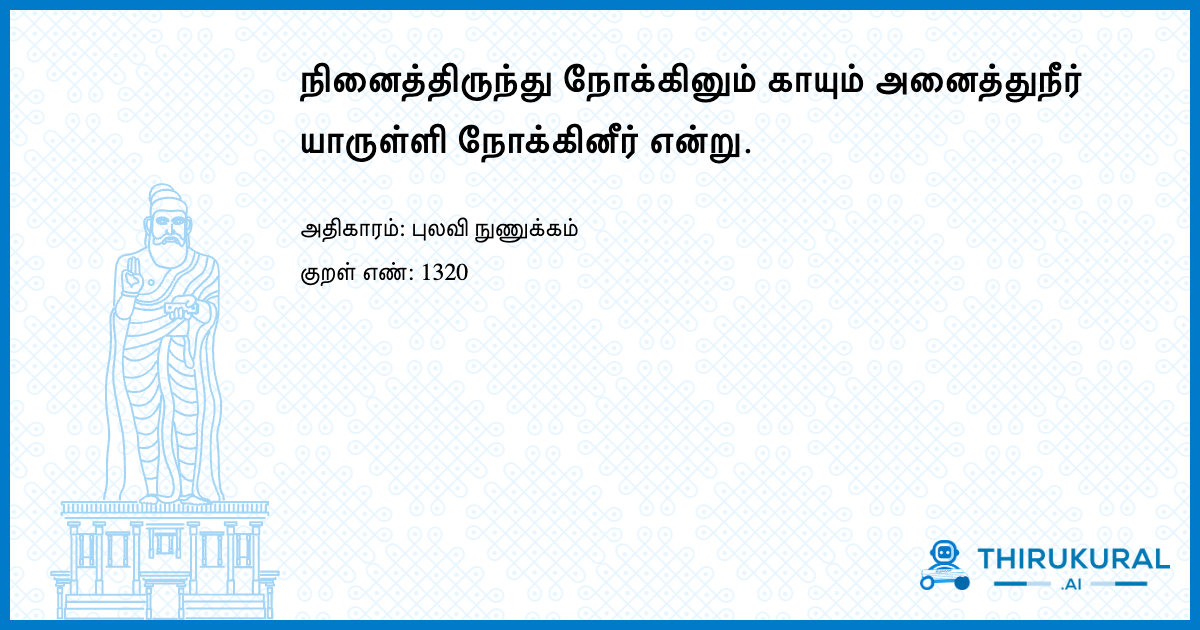 நினைத்திருந்து நோக்கினும் காயும் அனைத்துநீர்
யாருள்ளி நோக்கினீர் என்று.
அதிகாரம்: புலவி நுணுக்கம்
குறள் எண்: 1320
THIRUKURAL
.AI